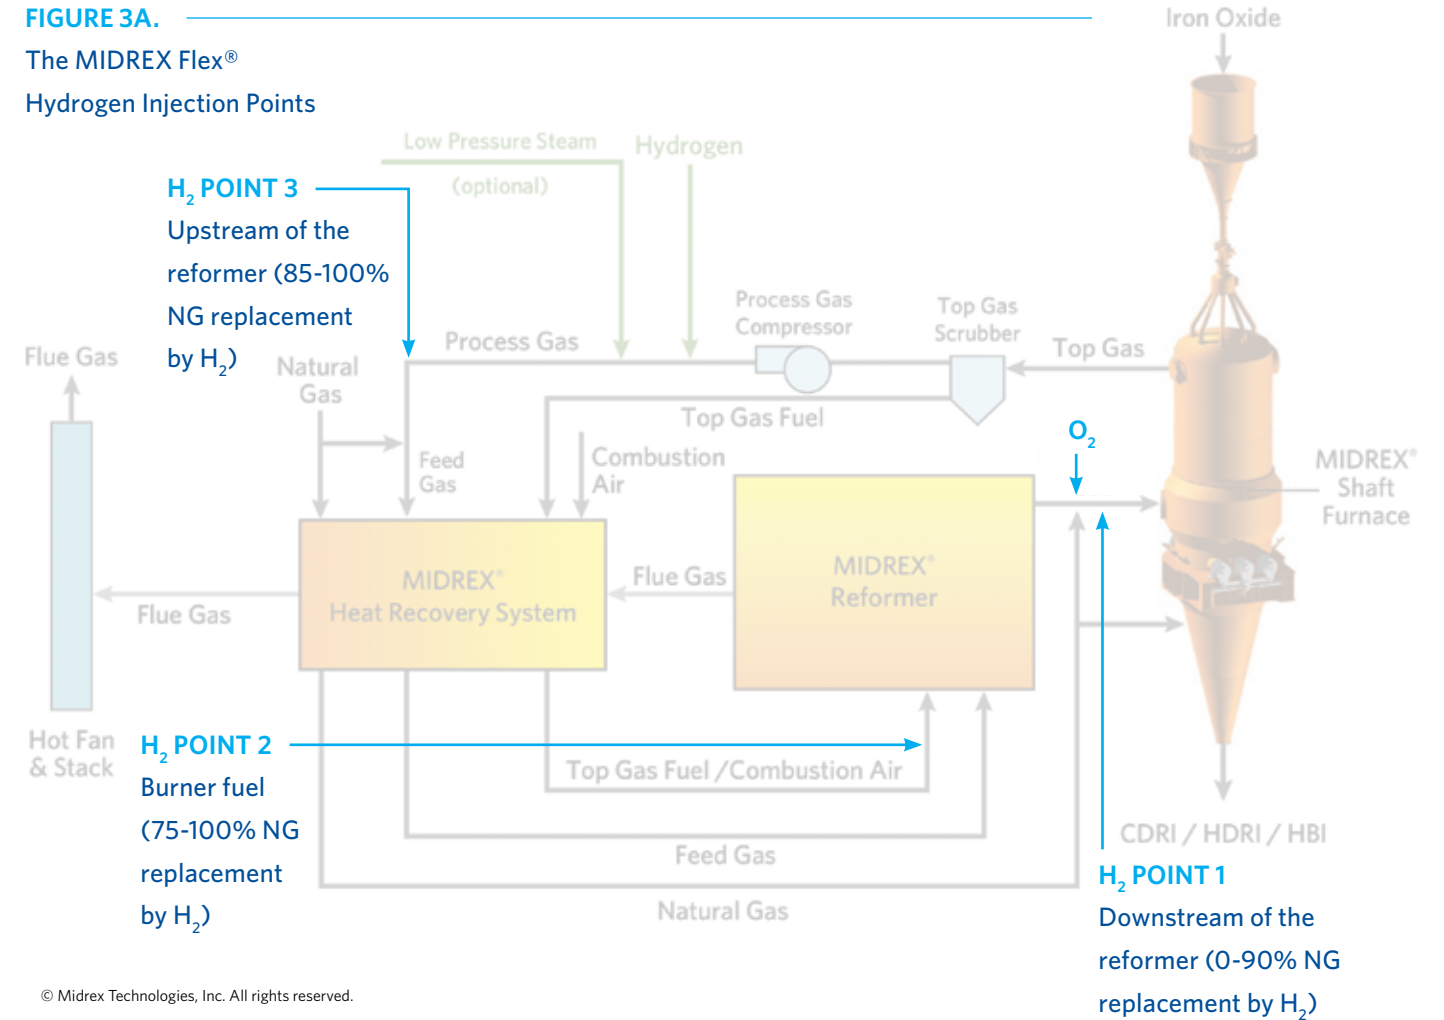 FIGURE 3A.
The MIDREX Flex®
Hydrogen Injection Points
Iron Oxide
Low Pressure Steam
(optional)
Hydrogen
H₂ POINT 3
Upstream of the
reformer (85-100%
NG replacement
by H₂)
Process Gas
Compressor
Top Gas
Scrubber
Top Gas
Process Gas
Flue Gas
Natural
Gas
Top Gas Fuel
Feed
Gas
Combustion
Air
O₂
MIDREX®
Shaft
Furnace
MIDREX®
Heat Recovery System
Flue Gas
MIDREX®
Reformer
Flue Gas
Hot Fan
& Stack
H₂ POINT 2
Burner fuel
(75-100% NG
replacement
by H₂)
Top Gas Fuel /Combustion Air
Feed Gas
Natural Gas
CDRI / HDRI / HBI
H₂ POINT 1
Downstream of the
reformer (0-90% NG
replacement by H₂)
© Midrex Technologies, Inc. All rights reserved.